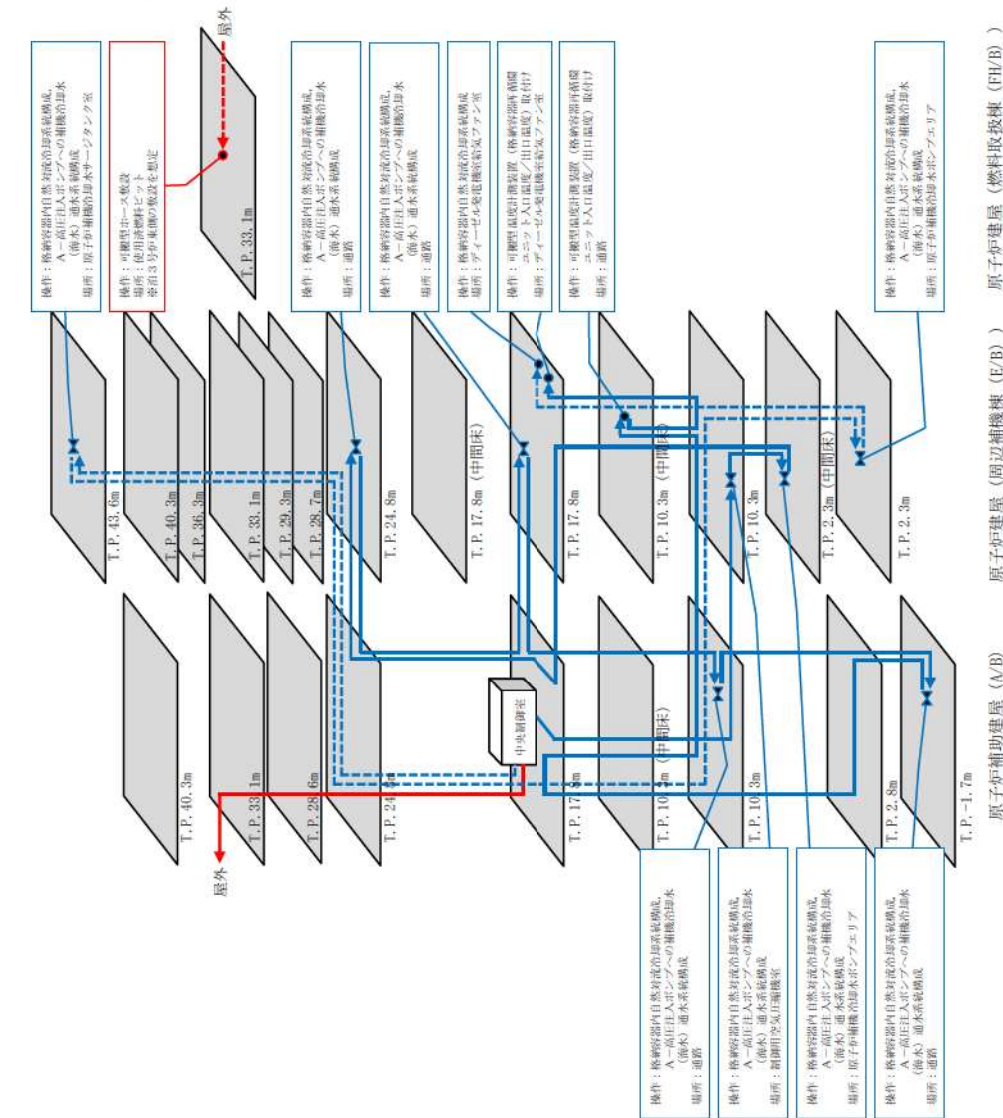 操作：格納容器内自然対流冷却系統構成，
A－高圧注入ポンプへの補機冷却水
（海水）通水系統構成
場所：原子炉補機冷却水サージタンク室
操作：可搬型ホース敷設
場所：使用済燃料ピット
※泊３号炉東側の敷設を想定
操作：格納容器内自然対流冷却系統構成，
A－高圧注入ポンプへの補機冷却水
（海水）通水系統構成
場所：通路
操作：格納容器内自然対流冷却系統構成，
A－高圧注入ポンプへの補機冷却水
（海水）通水系統構成
場所：通路
操作：格納容器内自然対流冷却系統構成
場所：ディーゼル発電機室給気ファン室
操作：可搬型温度計測装置（格納容器再循環
ユニット入口温度／出口温度）取付け
場所：ディーゼル発電機室給気ファン室
操作：可搬型温度計測装置（格納容器再循環
ユニット入口温度／出口温度）取付け
場所：通路
操作：格納容器内自然対流冷却系統構成，
A－高圧注入ポンプへの補機冷却水
（海水）通水系統構成
場所：原子炉補機冷却水ポンプエリア
屋外
T.P. 33.1m
原子炉建屋（燃料取扱棟（FH/B））
T.P. 43.6m
T.P. 40.3m
T.P. 36.3m
T.P. 33.1m
T.P. 29.3m
T.P. 28.7m
T.P. 24.8m
T.P. 17.8m（中間床）
T.P. 17.8m
T.P. 10.3m（中間床）
T.P. 10.3m
T.P. 2.3m（中間床）
T.P. 2.3m
原子炉建屋（周辺補機棟（E/B））
屋外
中央制御室
T.P. 40.3m
T.P. 33.1m
T.P. 28.6m
T.P. 24.8m
T.P. 17.8m
T.P. 10.3m（中間床）
T.P. 10.3m
T.P. 2.8m
T.P. -1.7m
原子炉補助建屋（A/B）
操作：格納容器内自然対流冷却系統構成，
A－高圧注入ポンプへの補機冷却水
（海水）通水系統構成
場所：通路
操作：格納容器内自然対流冷却系統構成，
A－高圧注入ポンプへの補機冷却水
（海水）通水系統構成
場所：制御用空気圧縮機室
操作：格納容器内自然対流冷却系統構成，
A－高圧注入ポンプへの補機冷却水
（海水）通水系統構成
場所：原子炉補機冷却水ポンプエリア
操作：格納容器内自然対流冷却系統構成，
A－高圧注入ポンプへの補機冷却水
（海水）通水系統構成
場所：通路